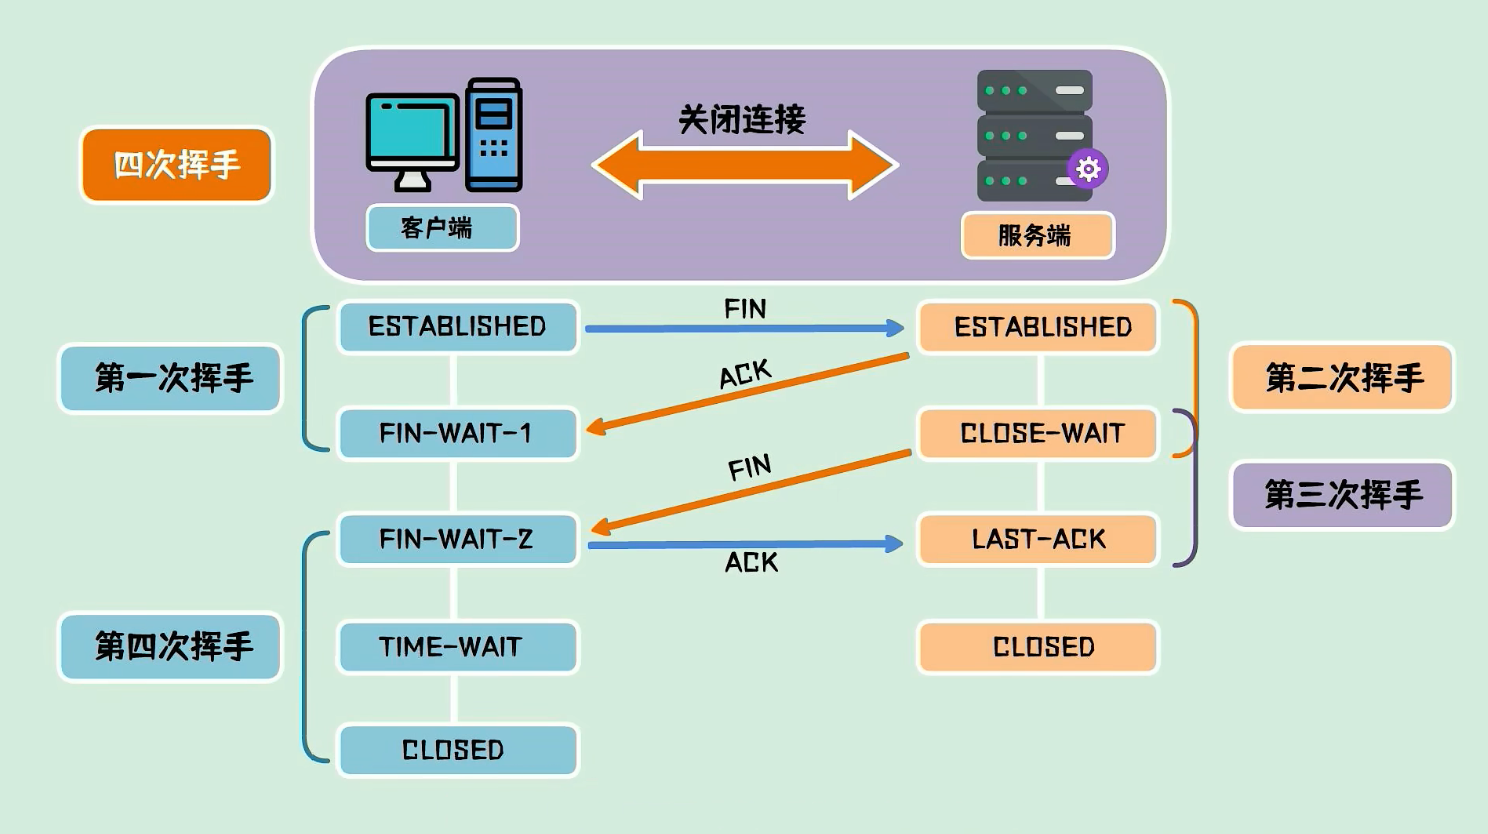 关闭连接
四次挥手
客户端
服务端
ESTABLISHED
FIN
ESTABLISHED
第一次挥手
ACK
第二次挥手
FIN-WAIT-1
CLOSE-WAIT
FIN
第三次挥手
FIN-WAIT-2
LAST-ACK
ACK
第四次挥手
TIME-WAIT
CLOSED
CLOSED